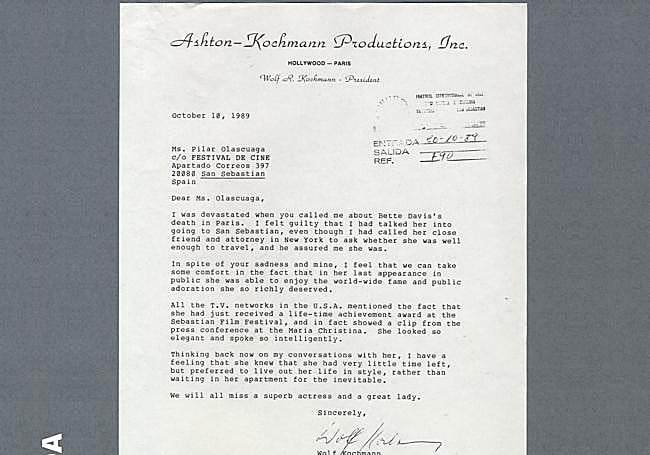 Ashton-Kochmann Productions, Inc.
HOLLYWOOD — PARIS
Wolf R. Kochmann - President
October 10, 1989
ENTRADA 20-10-89
SALIDA
REF. E90
Ms. Pilar Olascuaga
c/o FESTIVAL DE CINE
Apartado Correos 397
20080 San Sebastian
Spain
Dear Ms. Olascuaga,
I was devastated when you called me about Bette Davis's
death in Paris. I felt guilty that I had talked her into
going to San Sebastian, even though I had called her close
friend and attorney in New York to ask whether she was well
enough to travel, and he assured me she was.
In spite of your sadness and mine, I feel that we can take
some comfort in the fact that in her last appearance in
public she was able to enjoy the world-wide fame and public
adoration she so richly deserved.
All the T.V. networks in the U.S.A. mentioned the fact that
she had just received a life-time achievement award at the
Sebastian Film Festival, and in fact showed a clip from the
press conference at the Maria Christina. She looked so
elegant and spoke so intelligently.
Thinking back now on my conversations with her, I have a
feeling that she knew that she had very little time left,
but preferred to live out her life in style, rather than
waiting in her apartment for the inevitable.
We will all miss a superb actress and a great lady.
Sincerely,
Wolf Kochmann